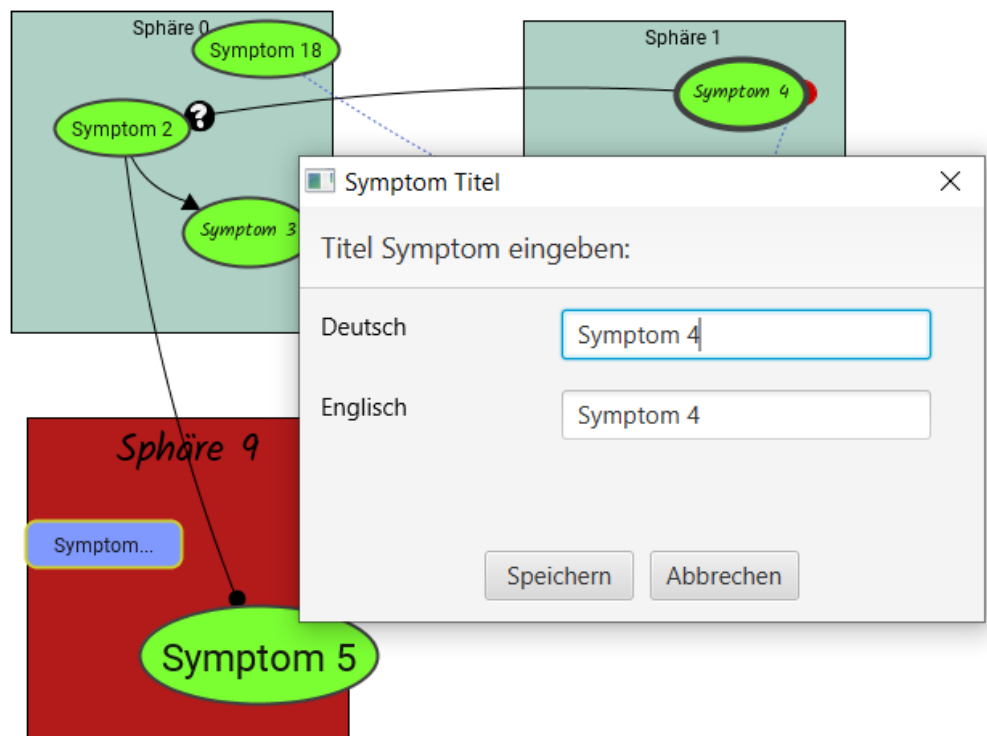 Sphäre 0
Symptom 18
Sphäre 1
Symptom 4
?
Symptom 2
Symptom 3
Symptom Titel
Titel Symptom eingeben:
Deutsch
Symptom 4
Englisch
Symptom 4
Speichern
Abbrechen
Sphäre 9
Symptom...
Symptom 5